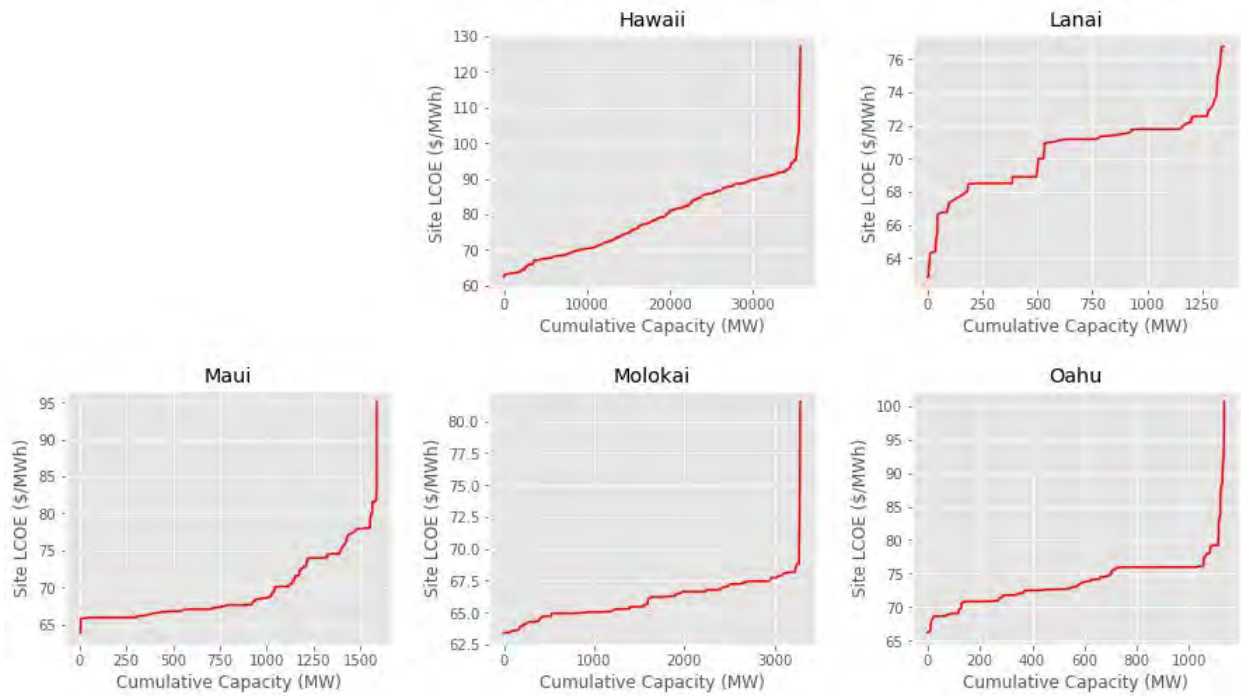 Hawaii
130
120
110
100
90
80
70
60
Site LCOE ($/MWh)
0 10000 20000 30000
Cumulative Capacity (MW)
Lanai
76
74
72
70
68
66
64
Site LCOE ($/MWh)
0 250 500 750 1000 1250
Cumulative Capacity (MW)
Maui
95
90
85
80
75
70
65
Site LCOE ($/MWh)
0 250 500 750 1000 1250 1500
Cumulative Capacity (MW)
Molokai
80.0
77.5
75.0
72.5
70.0
67.5
65.0
62.5
Site LCOE ($/MWh)
0 1000 2000 3000
Cumulative Capacity (MW)
Oahu
100
95
90
85
80
75
70
65
Site LCOE ($/MWh)
0 200 400 600 800 1000
Cumulative Capacity (MW)